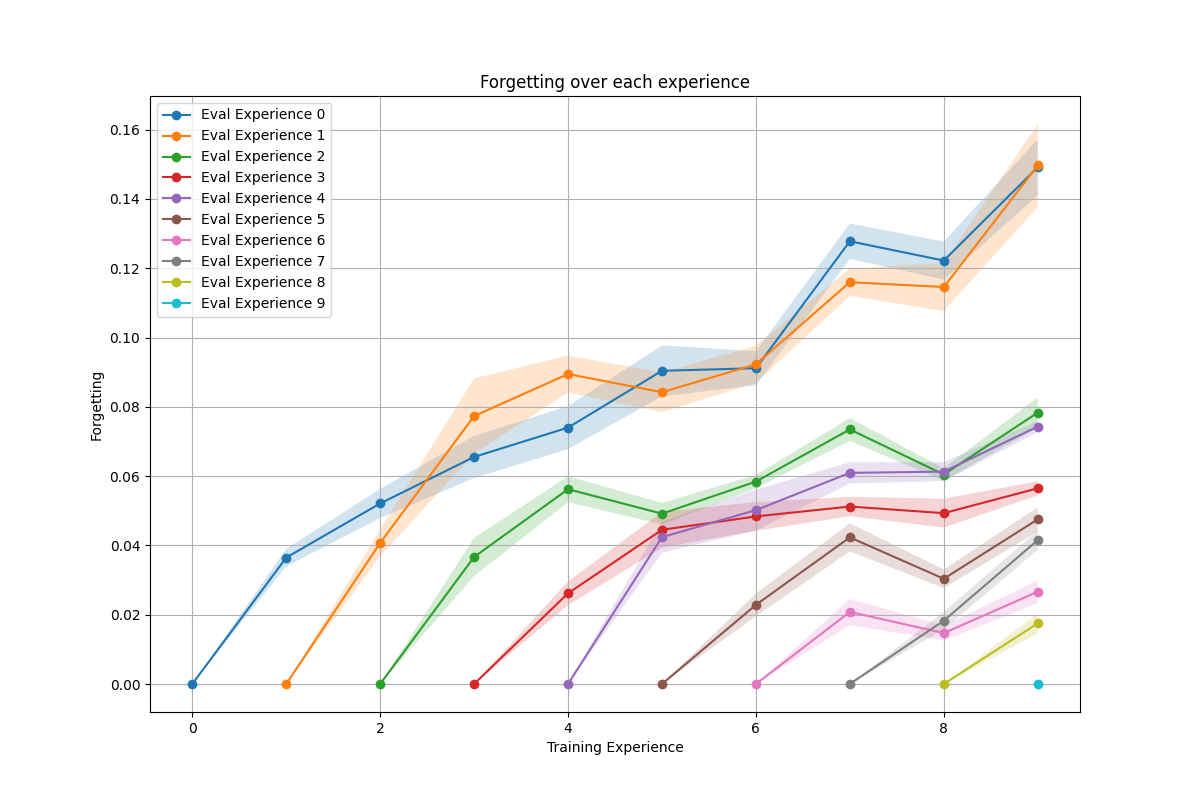 Forgetting over each experience
Eval Experience 0
Eval Experience 1
Eval Experience 2
Eval Experience 3
Eval Experience 4
Eval Experience 5
Eval Experience 6
Eval Experience 7
Eval Experience 8
Eval Experience 9
0.16
0.14
0.12
0.10
0.08
0.06
0.04
0.02
0.00
Forgetting
0 2 4 6 8
Training Experience